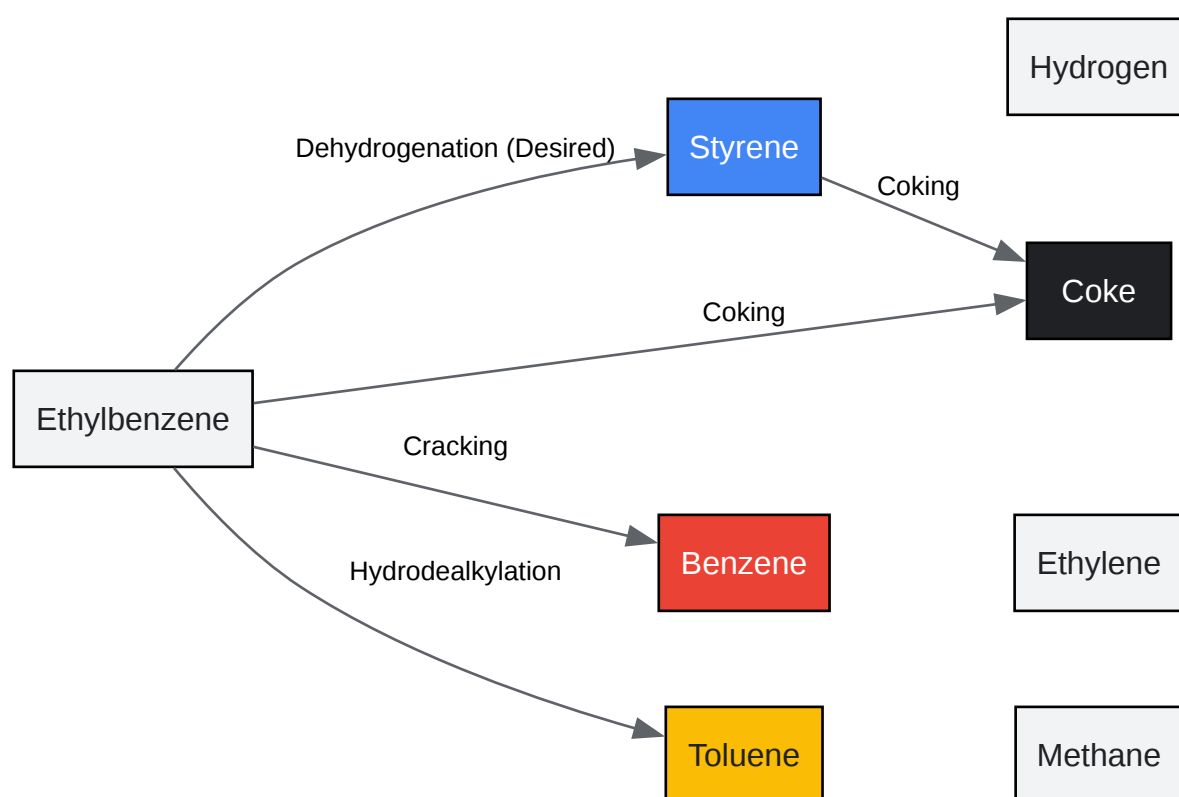 Hydrogen
Dehydrogenation (Desired)
Styrene
Coking
Coke
Coking
Ethylbenzene
Cracking
Benzene
Ethylene
Hydrodealkylation
Toluene
Methane